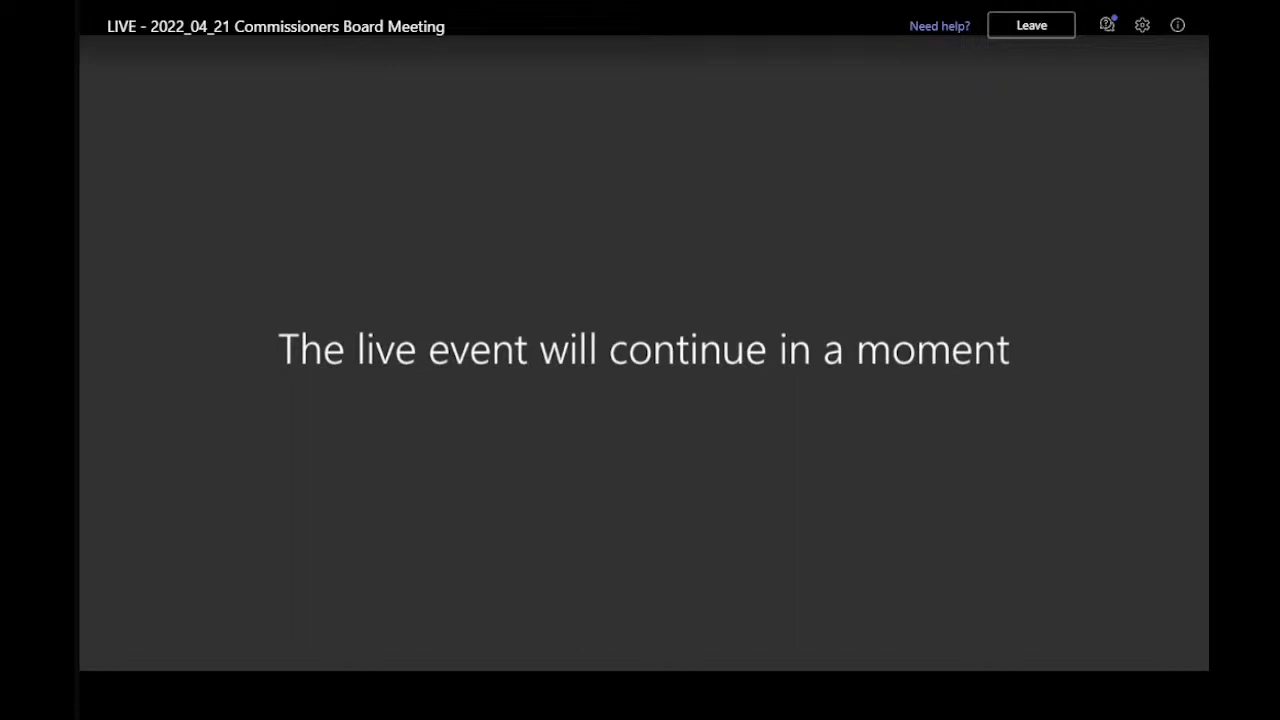 LIVE - 2022_04_21 Commissioners Board Meeting
Need help?
Leave
The live event will continue in a moment